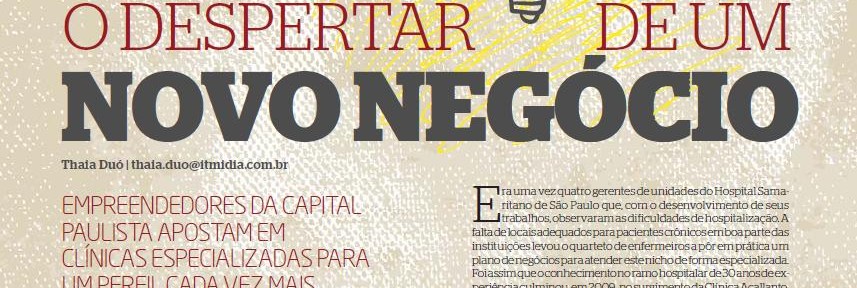 O DESPERTAR DE UM
NOVO NEGÓCIO
Thaia Duó | thaia.duo@itmidia.com.br
EMPREENDEDORES DA CAPITAL
PAULISTA APOSTAM EM
CLÍNICAS ESPECIALIZADAS PARA
UM PERFIL CADA VEZ MAIS
Era uma vez quatro gerentes de unidades do Hospital Sama-
ritano de São Paulo que, com o desenvolvimento de seus
trabalhos, observaram as dificuldades de hospitalização. A
falta de locais adequados para pacientes crônicos em boa parte das
instituições levou o quarteto de enfermeiros a pôr em prática um
plano de negócios para atender este nicho de forma especializada.
Foi assim que o conhecimento no ramo hospitalar de 30 anos de ex-
periência culminou, em 2009, no surgimento da Clínica Acallanto